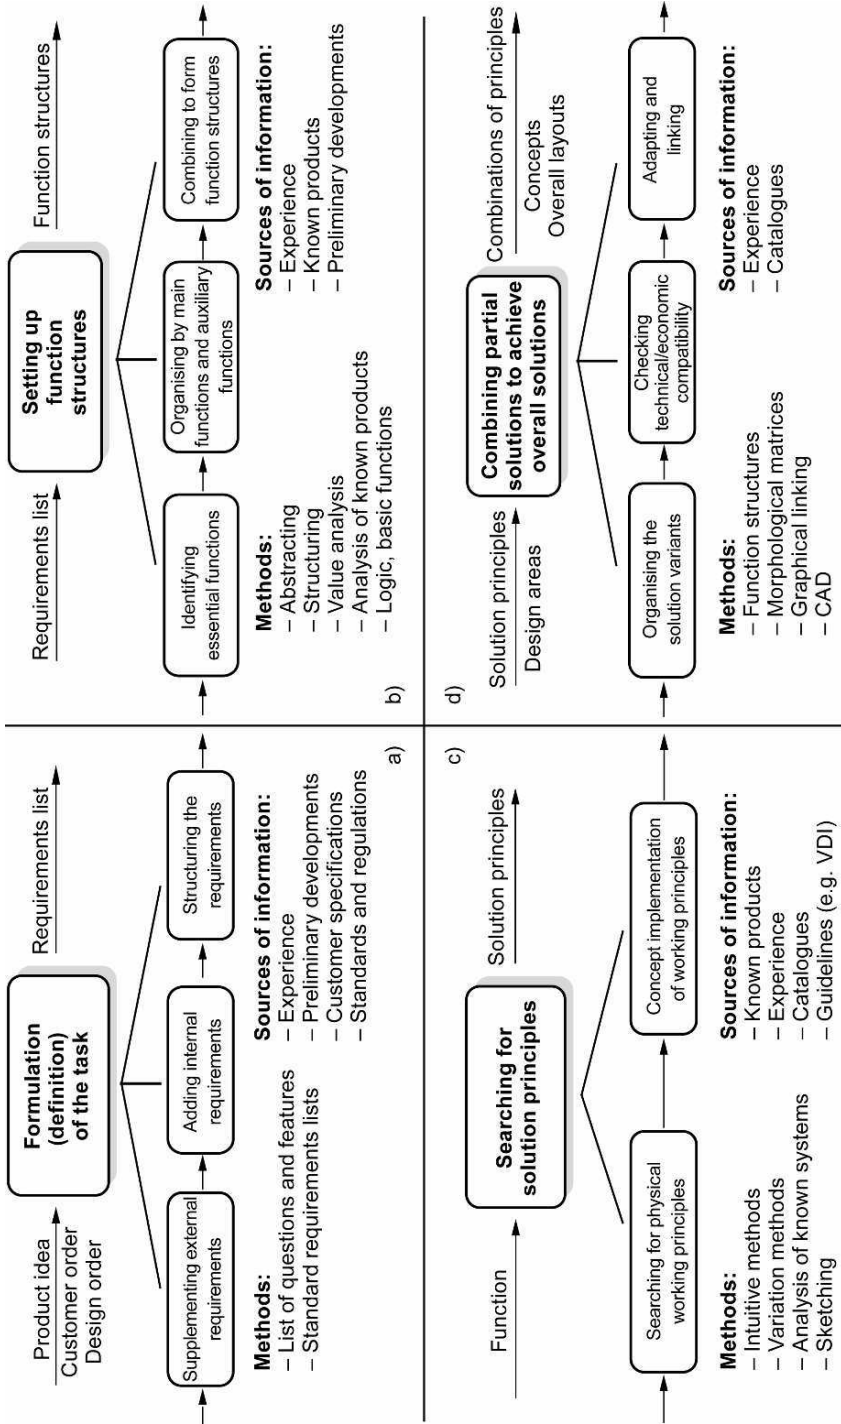 Product idea
Customer order
Design order
Formulation
(definition)
of the task
Requirements list
Supplementing external
requirements
Adding internal
requirements
Structuring the
requirements
Methods:
– List of questions and features
– Standard requirements lists
Sources of information:
– Experience
– Preliminary developments
– Customer specifications
– Standards and regulations
a)
Requirements list
Setting up
function
structures
Function structures
Identifying
essential functions
Organising by main
functions and auxiliary
functions
Combining to form
function structures
Methods:
– Abstracting
– Structuring
– Value analysis
– Analysis of known products
– Logic, basic functions
Sources of information:
– Experience
– Known products
– Preliminary developments
b)
c)
Function
Searching for
solution principles
Solution principles
Searching for physical
working principles
Concept implementation
of working principles
Methods:
– Intuitive methods
– Variation methods
– Analysis of known systems
– Sketching
Sources of information:
– Known products
– Experience
– Catalogues
– Guidelines (e.g. VDI)
d)
Solution principles
Design areas
Combining partial
solutions to achieve
overall solutions
Combinations of principles
Concepts
Overall layouts
Organising the
solution variants
Checking
technical/economic
compatibility
Adapting and
linking
Methods:
– Function structures
– Morphological matrices
– Graphical linking
– CAD
Sources of information:
– Experience
– Catalogues